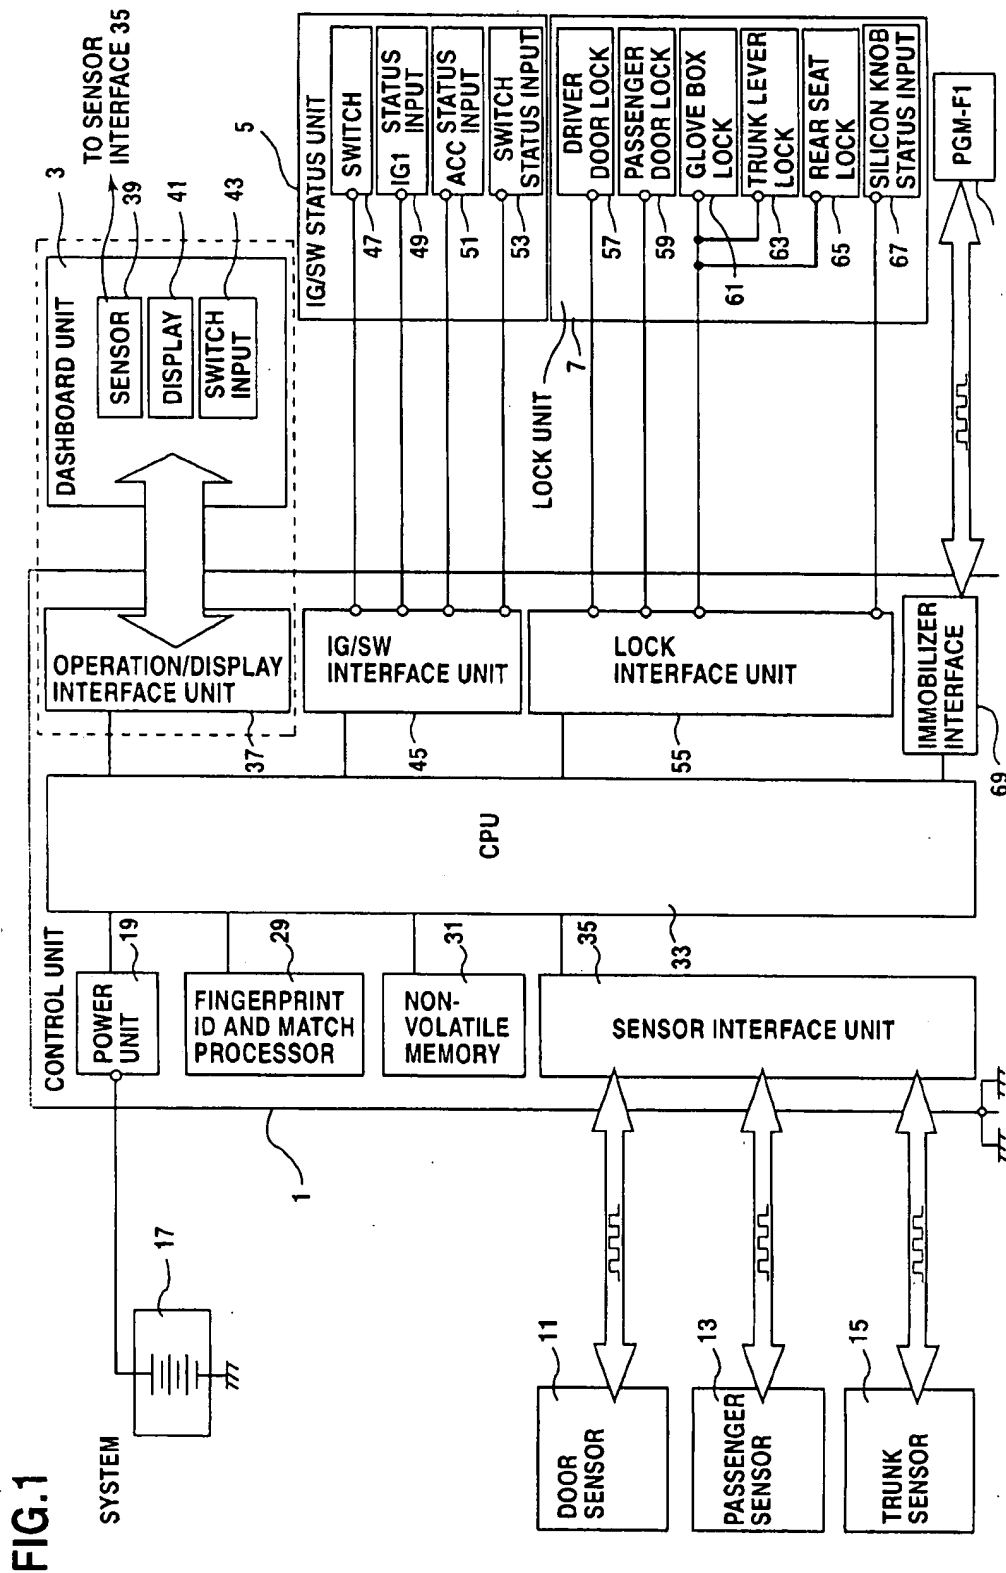 FIG.1
SYSTEM
17
CONTROL UNIT
1
POWER
UNIT
19
FINGERPRINT
ID AND MATCH
PROCESSOR
29
NON-
VOLATILE
MEMORY
31
SENSOR INTERFACE UNIT
35
DOOR
SENSOR
11
PASSENGER
SENSOR
13
TRUNK
SENSOR
15
CPU
33
OPERATION/DISPLAY
INTERFACE UNIT
37
IG/SW
INTERFACE UNIT
45
LOCK
INTERFACE UNIT
55
IMMOBILIZER
INTERFACE
69
DASHBOARD UNIT
3
TO SENSOR
INTERFACE 35
SENSOR
39
DISPLAY
41
SWITCH
INPUT
43
IG/SW STATUS UNIT
5
SWITCH
47
IG1 STATUS
INPUT
49
ACC STATUS
INPUT
51
SWITCH
STATUS INPUT
53
LOCK UNIT
7
DRIVER
DOOR LOCK
57
PASSENGER
DOOR LOCK
59
GLOVE BOX
LOCK
61
TRUNK LEVER
LOCK
63
REAR SEAT
LOCK
65
SILICON KNOB
STATUS INPUT
67
PGM-F1